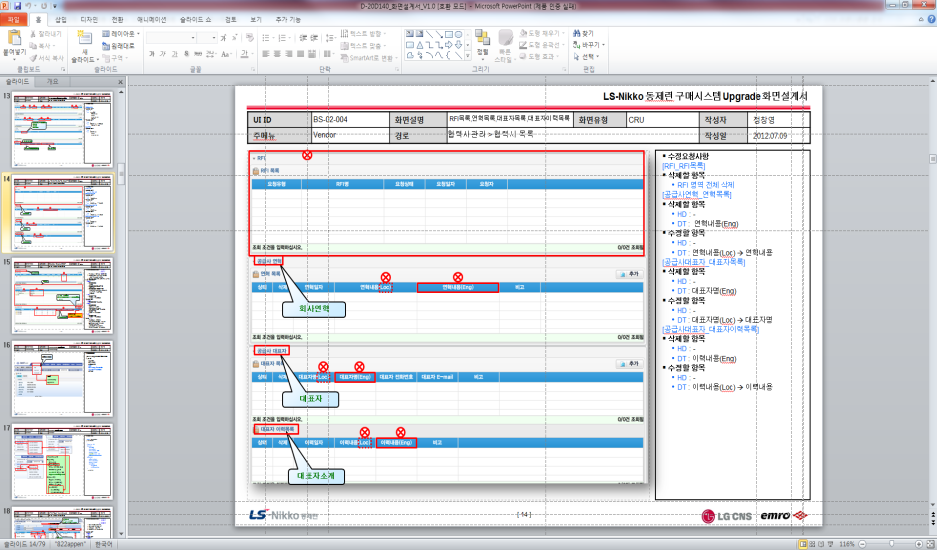 D-20D140_화면설계서_V1.0 [호환 모드] - Microsoft PowerPoint (제품 인증 실패)
파일 홈 삽입 디자인 전환 애니메이션 슬라이드 쇼 검토 보기 추가 기능
붙여넣기 잘라내기 복사 서식 복사
새 슬라이드 레이아웃 원래대로 구역
텍스트 방향 텍스트 맞춤 SmartArt로 변환
정렬 빠른 스타일 도형 채우기 도형 윤곽선 도형 효과
찾기 바꾸기 선택
클립보드 슬라이드 글꼴 단락 그리기 편집
슬라이드 개요
13
14
15
16
17
18
LS-Nikko 동제련 구매시스템 Upgrade 화면설계서
UI ID BS-02-004 화면설명 RFI목록,연혁목록,대표자목록,대표자이력목록 화면유형 CRU 작성자 정창영
주메뉴 Vendor 경로 협력사관리 > 협력사 목록 작성일 2012.07.09
RFI
RFI 목록
요청유형 RFI명 요청상태 요청일자 요청자
조회 조건을 입력하십시오. 0/0건 조회됨
공급사 연혁
연혁 목록 추가
상태 삭제 연혁일자 연혁내용(Loc) 연혁내용(Eng) 비고
회사연혁
조회 조건을 입력하십시오. 0/0건 조회됨
공급사 대표자
대표자 목록 추가
상태 삭제 대표자명(Loc) 대표자명(Eng) 대표자 전화번호 대표자 E-mail 비고
대표자
조회 조건을 입력하십시오. 0/0건 조회됨
대표자 이력목록
상태 삭제 이력일자 이력내용(Loc) 이력내용(Eng) 비고
대표자소개
▪ 수정요청사항
[RFI_RFI목록]
▪ 삭제할 항목
• RFI 영역 전체 삭제
[공급사연혁_연혁목록]
▪ 삭제할 항목
• HD : -
• DT : 연혁내용(Eng)
▪ 수정할 항목
• HD : -
• DT : 연혁내용(Loc) → 연혁내용
[공급사대표자_대표자목록]
▪ 삭제할 항목
• HD : -
• DT : 대표자명(Eng)
▪ 수정할 항목
• HD : -
• DT : 대표자명(Loc) → 대표자명
[공급사대표자_대표자이력목록]
▪ 삭제할 항목
• HD : -
• DT : 이력내용(Eng)
▪ 수정할 항목
• HD : -
• DT : 이력내용(Loc) → 이력내용
LS-Nikko 동제련 [ 14 ] LG CNS emro
슬라이드 14/79 "822appen" 한국어 116%